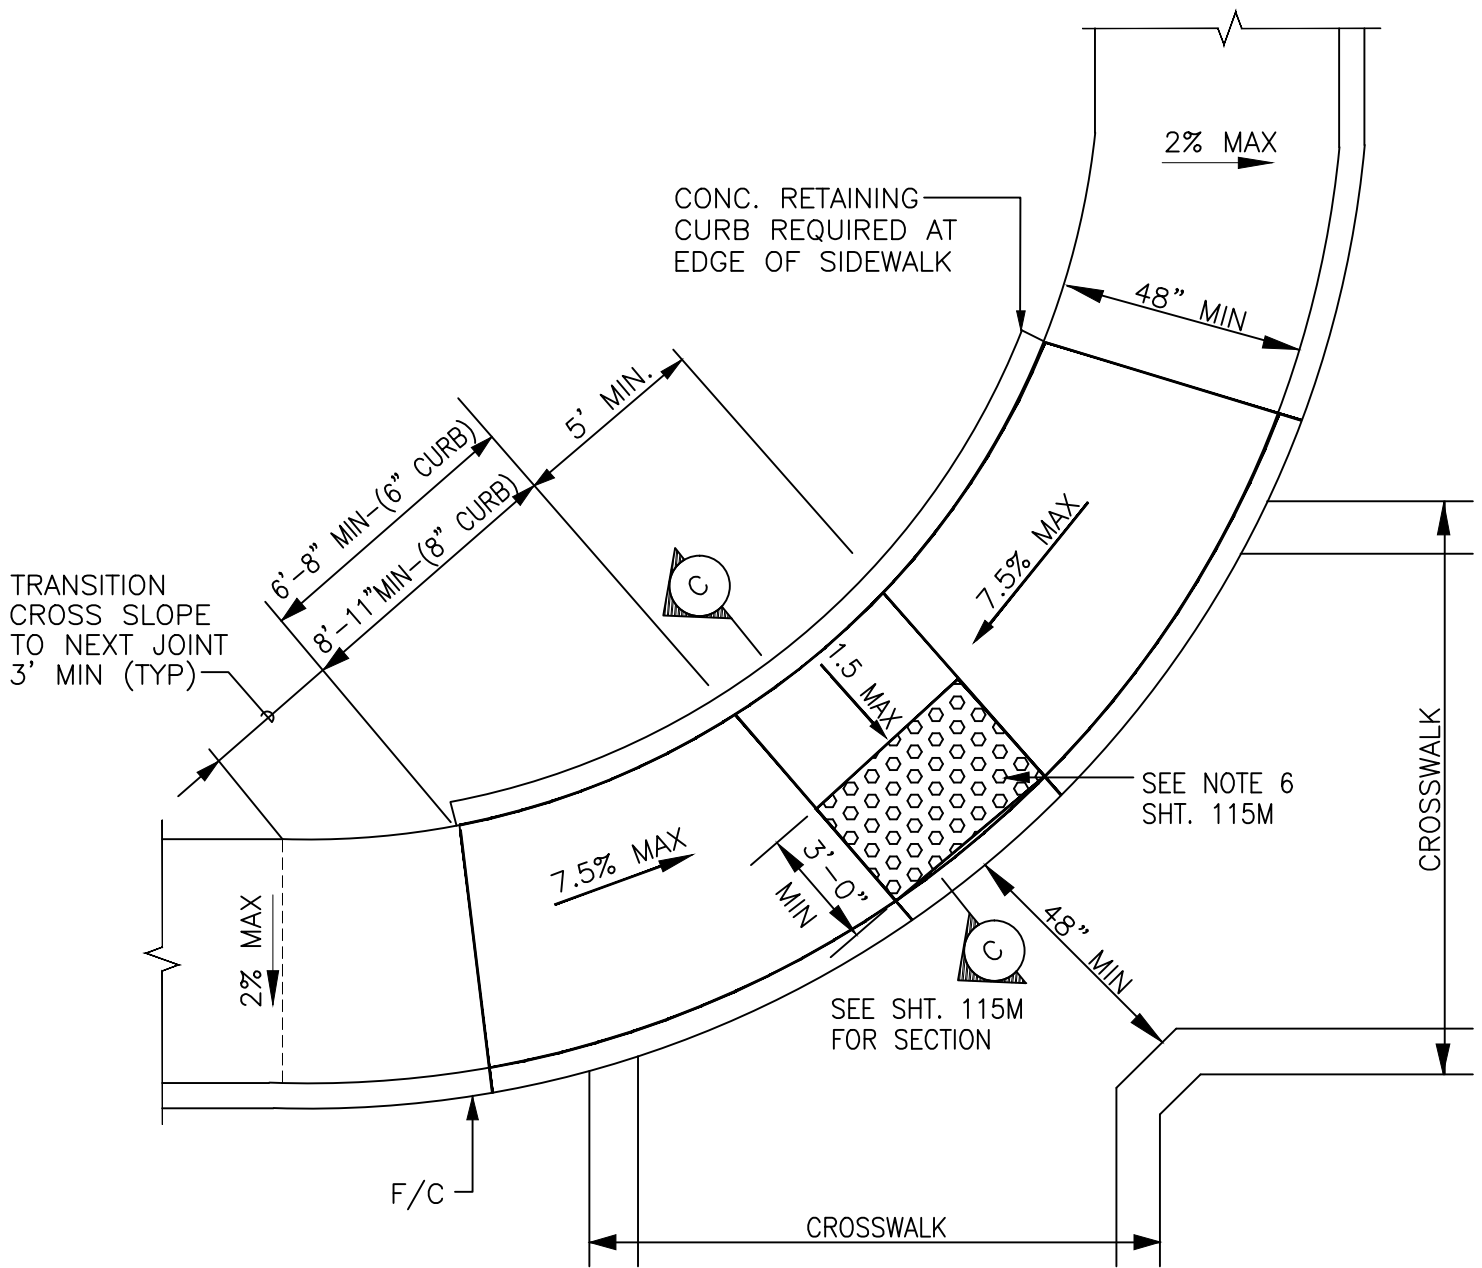 2% MAX
CONC. RETAINING
CURB REQUIRED AT
EDGE OF SIDEWALK
48" MIN
5' MIN.
6'-8" MIN-(6" CURB)
8'-11"MIN-(8" CURB)
C
7.5% MAX
TRANSITION
CROSS SLOPE
TO NEXT JOINT
3' MIN (TYP)
1.5 MAX
SEE NOTE 6
SHT. 115M
CROSSWALK
7.5% MAX
3'-0"
MIN
2% MAX
48" MIN
C
SEE SHT. 115M
FOR SECTION
F/C
CROSSWALK